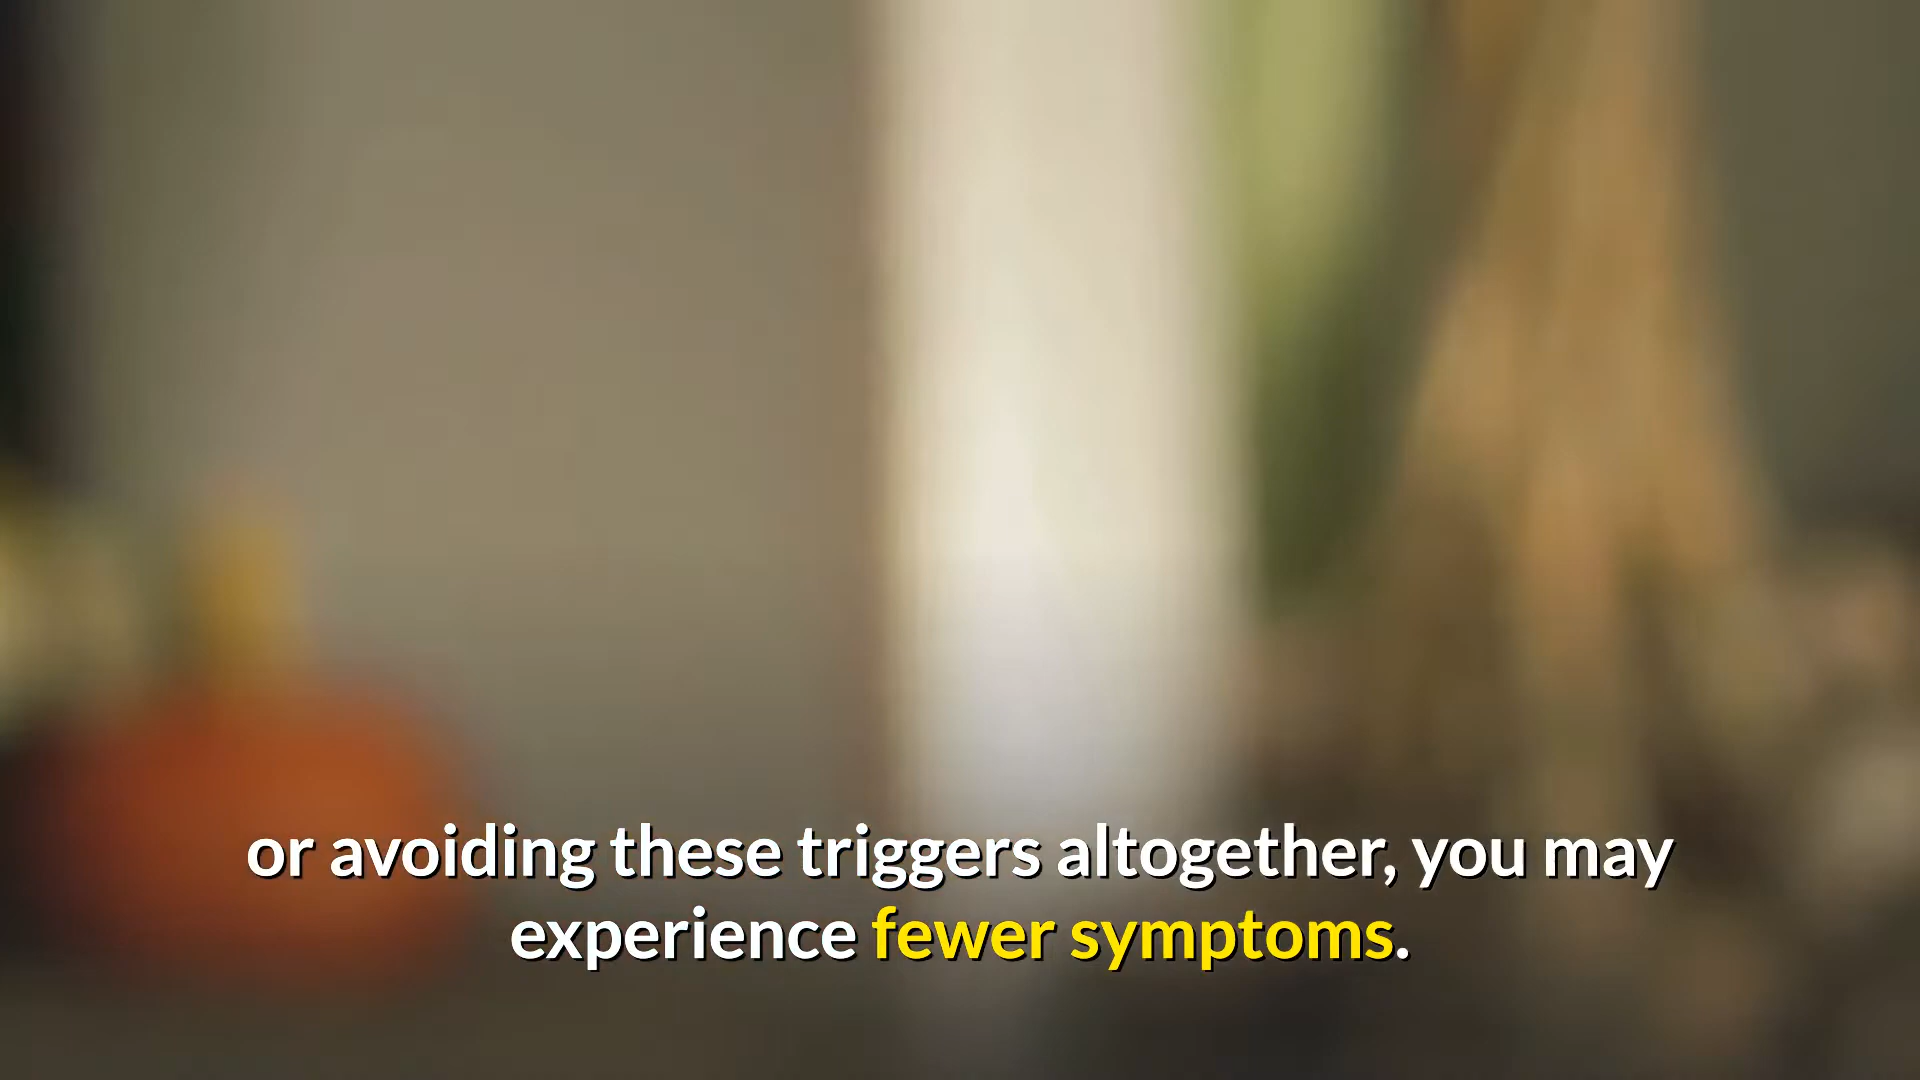 or avoiding these triggers altogether, you may
experience fewer symptoms.